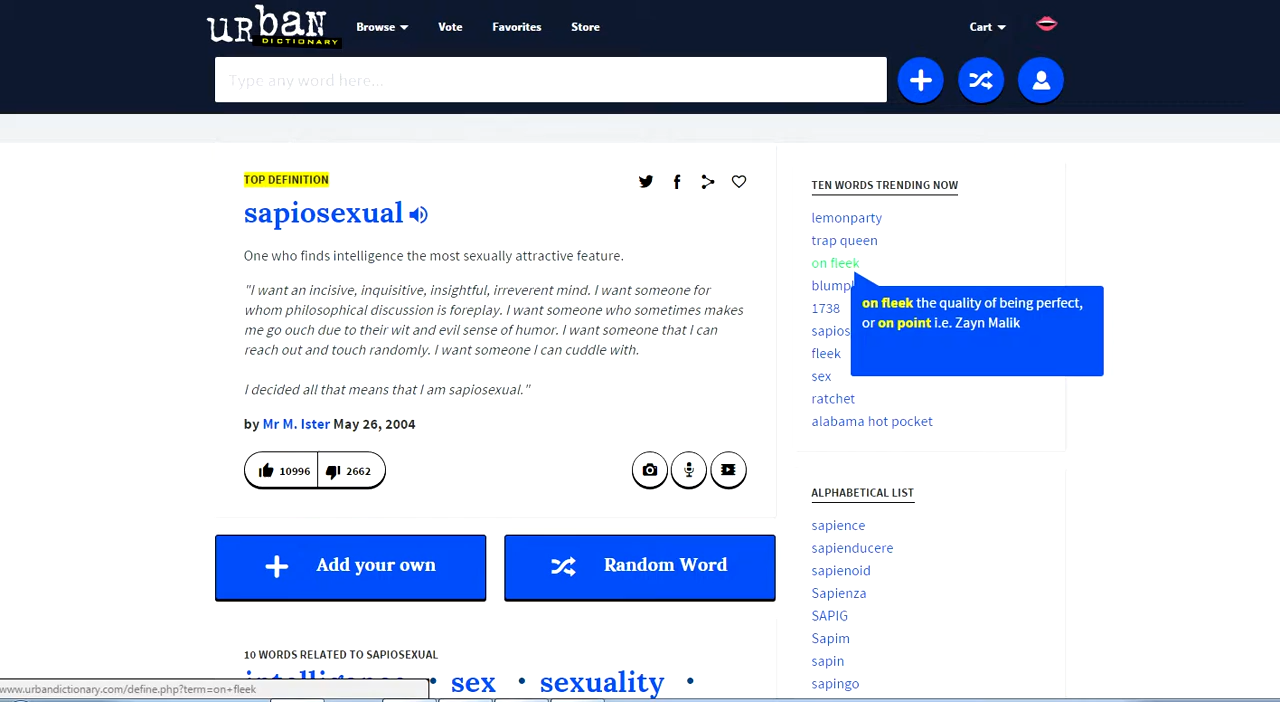 urban
DICTIONARY
Browse
Vote
Favorites
Store
Cart
Type any word here...
TOP DEFINITION
sapiosexual
One who finds intelligence the most sexually attractive feature.
"I want an incisive, inquisitive, insightful, irreverent mind. I want someone for
whom philosophical discussion is foreplay. I want someone who sometimes makes
me go ouch due to their wit and evil sense of humor. I want someone that I can
reach out and touch randomly. I want someone I can cuddle with.
I decided all that means that I am sapiosexual."
by Mr M. Ister May 26, 2004
10996
2662
Add your own
Random Word
10 WORDS RELATED TO SAPIOSEXUAL
sex • sexuality •
www.urbandictionary.com/define.php?term=on+fleek
TEN WORDS TRENDING NOW
lemonparty
trap queen
on fleek
on fleek the quality of being perfect,
or on point i.e. Zayn Malik
1738
fleek
sex
ratchet
alabama hot pocket
ALPHABETICAL LIST
sapience
sapienducere
sapienoid
Sapienza
SAPIG
Sapim
sapin
sapingo